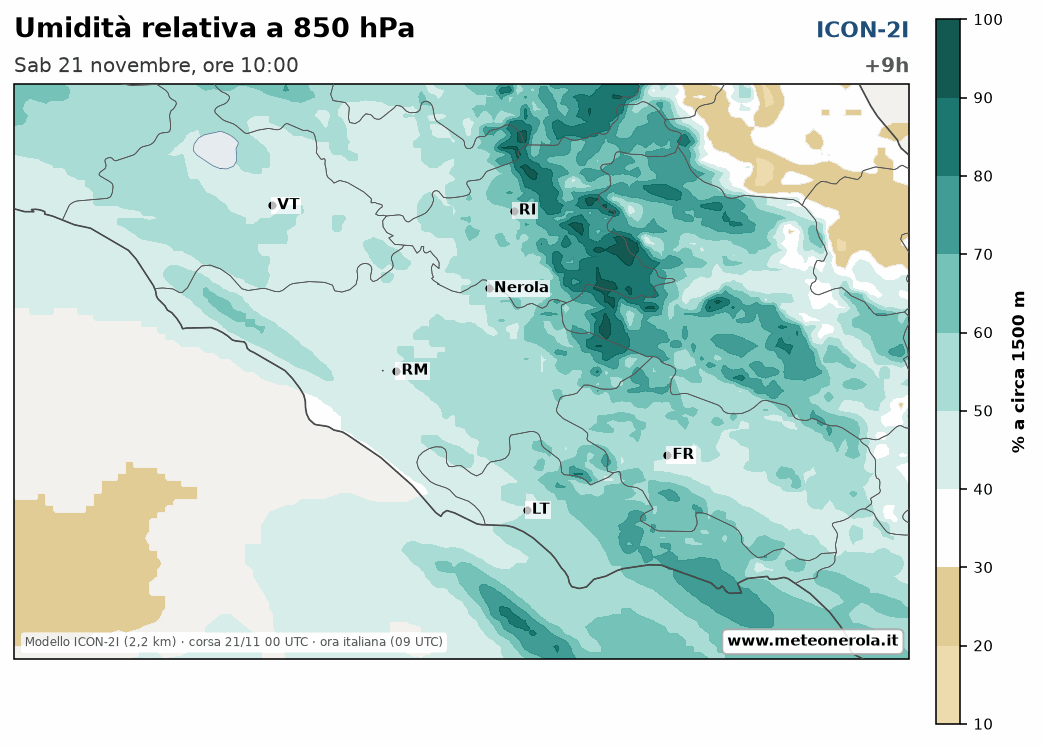 Umidità relativa a 850 hPa
ICON-2I
Sab 21 novembre, ore 10:00
+9h
100
90
80
70
60
50
40
30
20
10
% a circa 1500 m
VT
RI
Nerola
RM
FR
LT
Modello ICON-2I (2,2 km) · corsa 21/11 00 UTC · ora italiana (09 UTC)
www.meteonerola.it